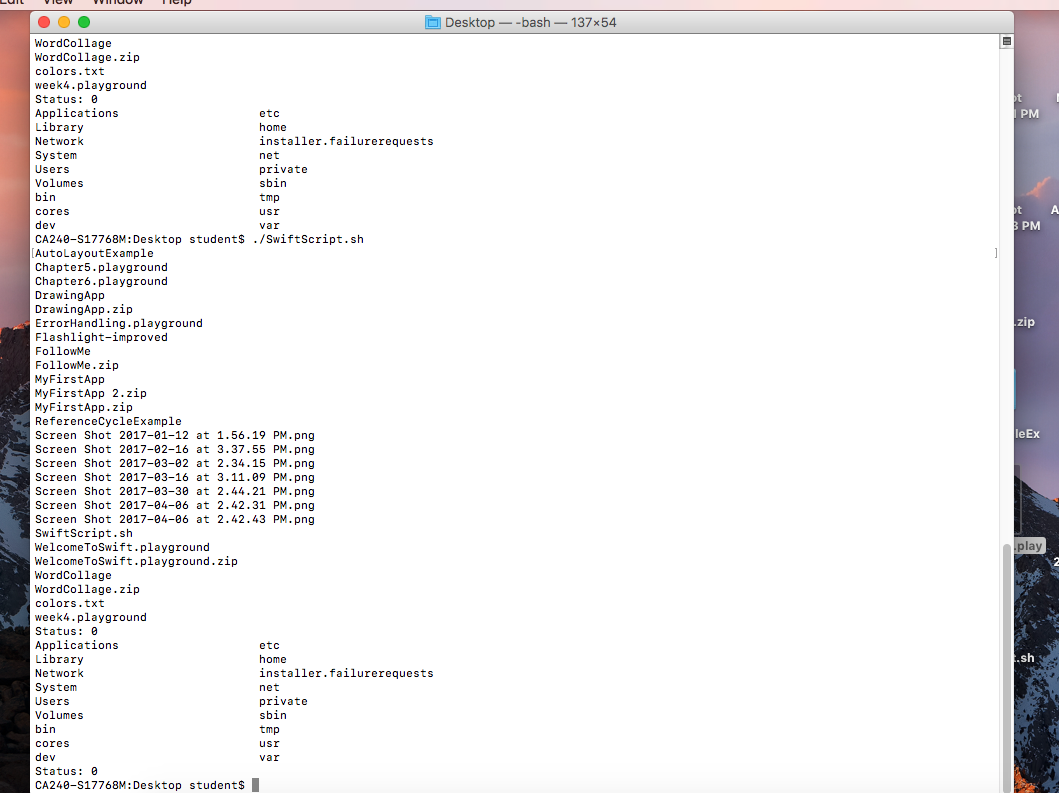 Edit View Window Help
Desktop — -bash — 137×54
WordCollage
WordCollage.zip
colors.txt
week4.playground
Status: 0
Applications etc
Library home
Network installer.failurerequests
System net
Users private
Volumes sbin
bin tmp
cores usr
dev var
CA240-S17768M:Desktop student$ ./SwiftScript.sh
[AutoLayoutExample ]
Chapter5.playground
Chapter6.playground
DrawingApp
DrawingApp.zip
ErrorHandling.playground
Flashlight-improved
FollowMe
FollowMe.zip
MyFirstApp
MyFirstApp 2.zip
MyFirstApp.zip
ReferenceCycleExample
Screen Shot 2017-01-12 at 1.56.19 PM.png
Screen Shot 2017-02-16 at 3.37.55 PM.png
Screen Shot 2017-03-02 at 2.34.15 PM.png
Screen Shot 2017-03-16 at 3.11.09 PM.png
Screen Shot 2017-03-30 at 2.44.21 PM.png
Screen Shot 2017-04-06 at 2.42.31 PM.png
Screen Shot 2017-04-06 at 2.42.43 PM.png
SwiftScript.sh
WelcomeToSwift.playground
WelcomeToSwift.playground.zip
WordCollage
WordCollage.zip
colors.txt
week4.playground
Status: 0
Applications etc
Library home
Network installer.failurerequests
System net
Users private
Volumes sbin
bin tmp
cores usr
dev var
Status: 0
CA240-S17768M:Desktop student$
PM
PM
.zip
leEx
.play
.sh